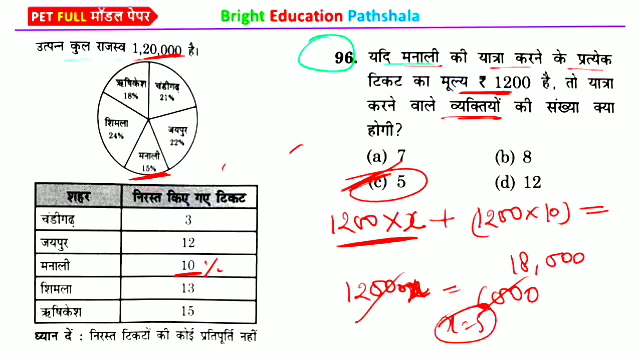 PET FULL मॉडल पेपर
Bright Education Pathshala
उत्पन्न कुल राजस्व 1,20,000 है।
ऋषिकेश
18%
चंडीगढ़
21%
शिमला
24%
जयपुर
22%
मनाली
15%
शहर निरस्त किए गए टिकट
चंडीगढ़ 3
जयपुर 12
मनाली 10 %
शिमला 13
ऋषिकेश 15
ध्यान दें : निरस्त टिकटों की कोई प्रतिपूर्ति नहीं
96. यदि मनाली की यात्रा करने के प्रत्येक
टिकट का मूल्य ₹ 1200 है, तो यात्रा
करने वाले व्यक्तियों की संख्या क्या
होगी?
(a) 7 (b) 8
(c) 5 (d) 12
1200 × x + (1200 × 10) =
18,000
1200x = 6000
x = 5